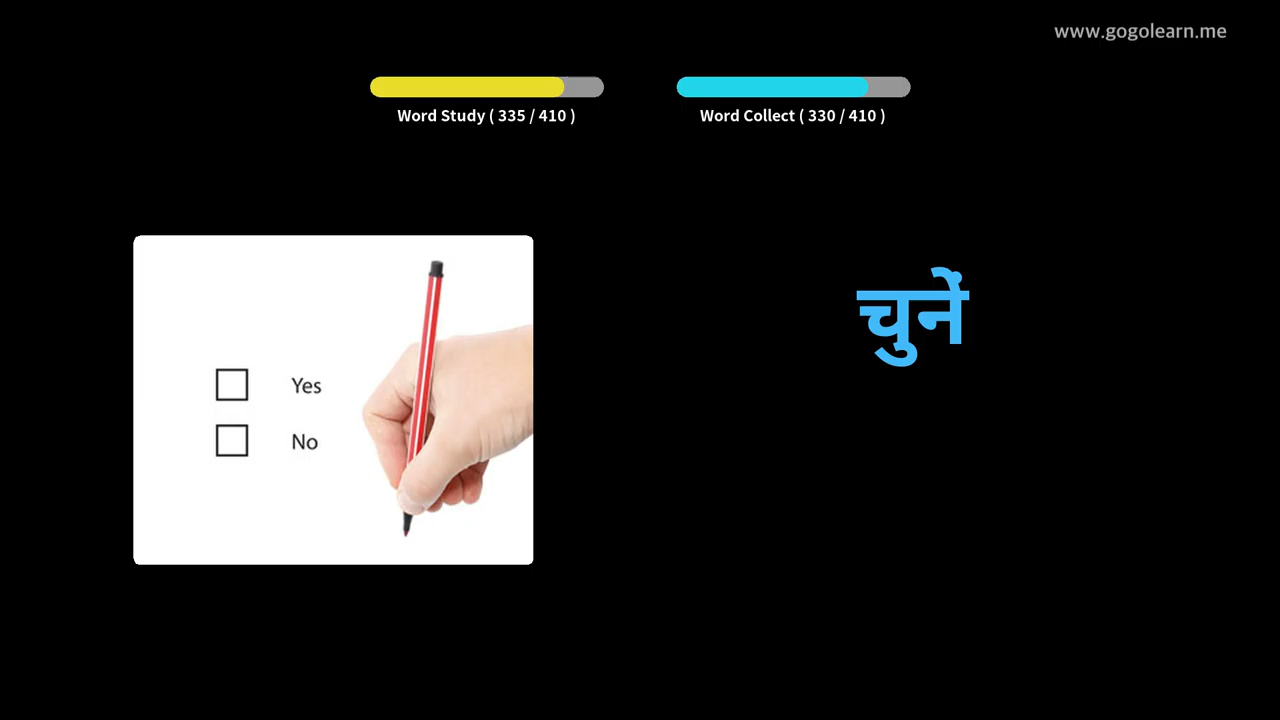 www.gogolearn.me
Word Study ( 335 / 410 )
Word Collect ( 330 / 410 )
चुनें
Yes
No